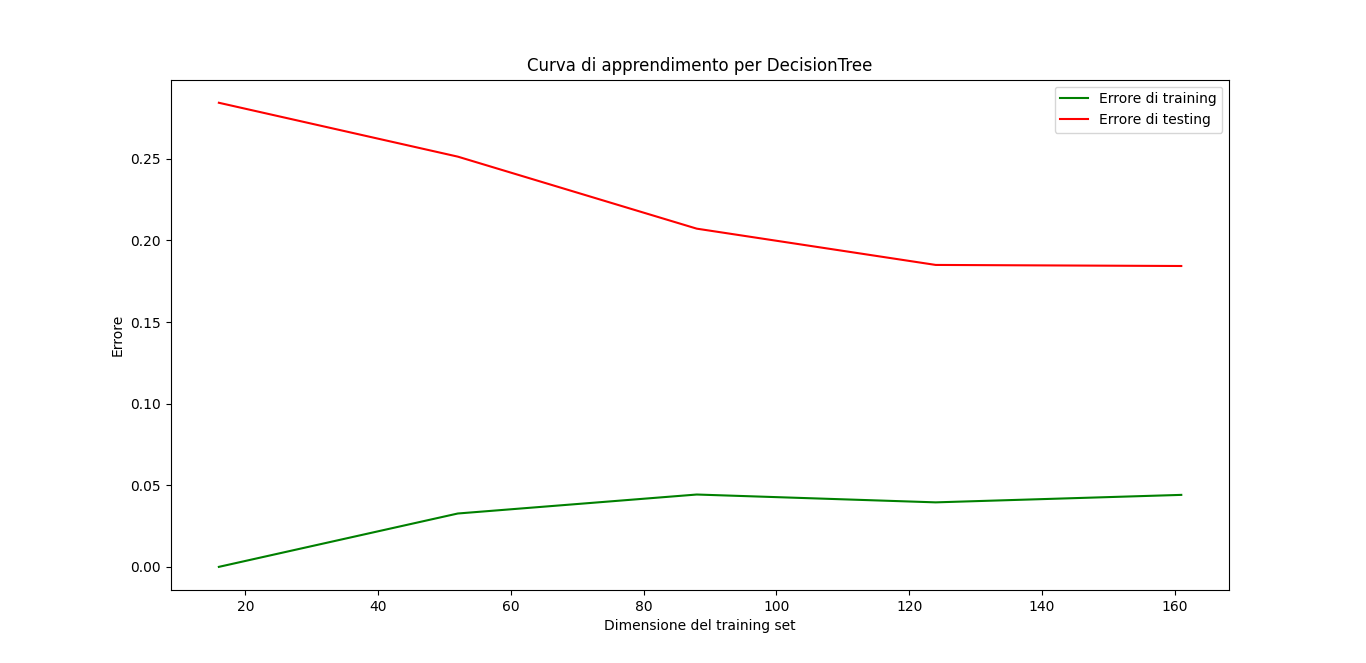 Curva di apprendimento per DecisionTree
Errore di training
Errore di testing
0.25
0.20
0.15
0.10
0.05
0.00
Errore
20 40 60 80 100 120 140 160
Dimensione del training set